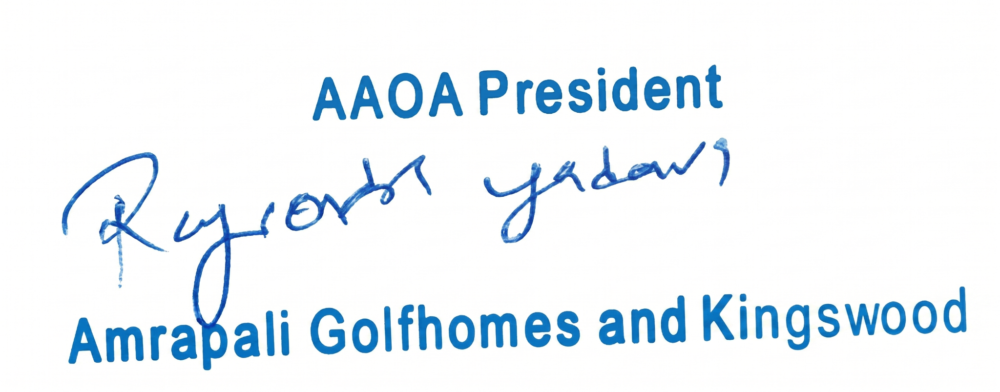 AAOA President
yadav
Amrapali Golfhomes and Kingswood